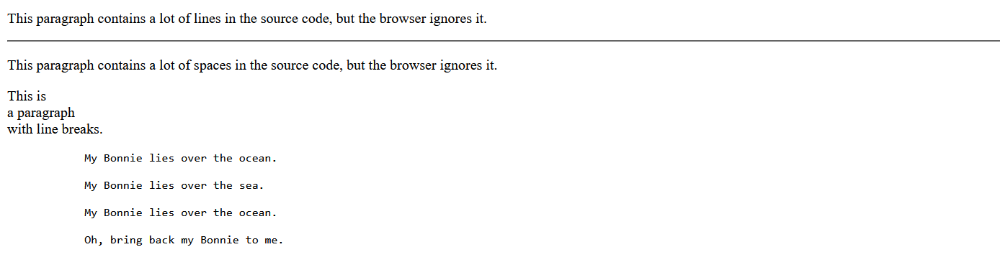 This paragraph contains a lot of lines in the source code, but the browser ignores it.
This paragraph contains a lot of spaces in the source code, but the browser ignores it.
This is
a paragraph
with line breaks.
My Bonnie lies over the ocean.
My Bonnie lies over the sea.
My Bonnie lies over the ocean.
Oh, bring back my Bonnie to me.